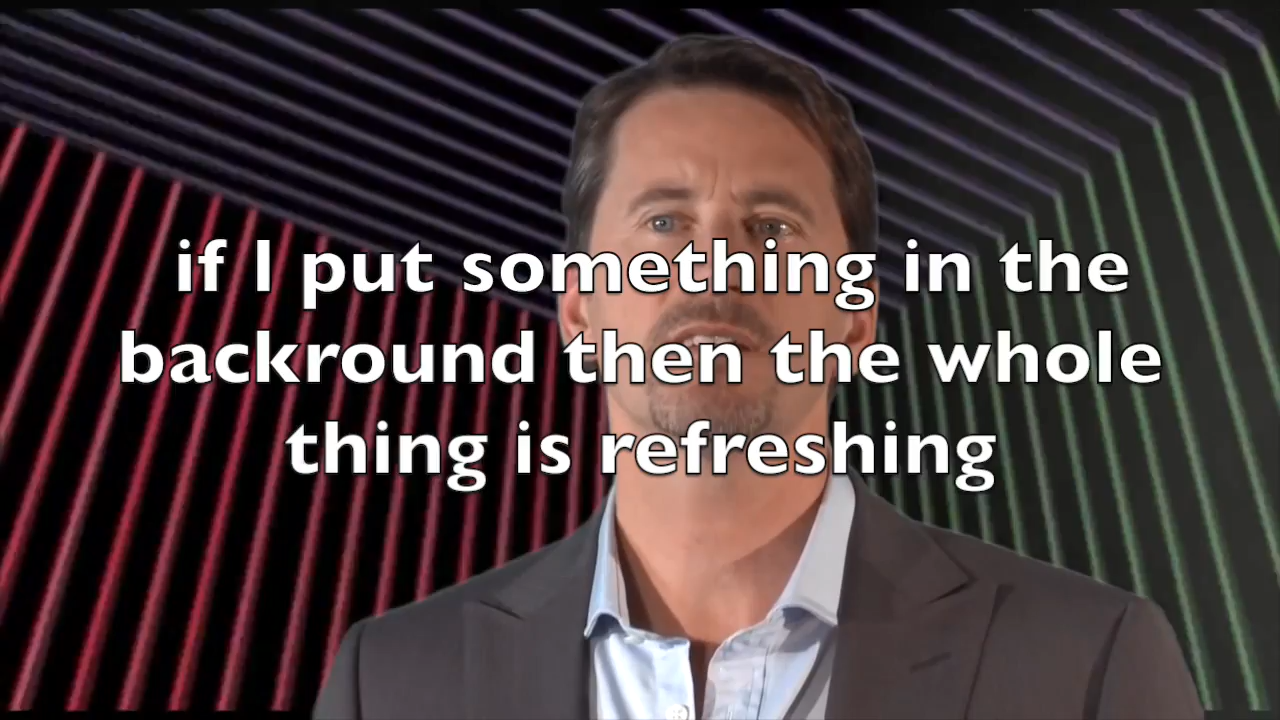 if I put something in the
backround then the whole
thing is refreshing